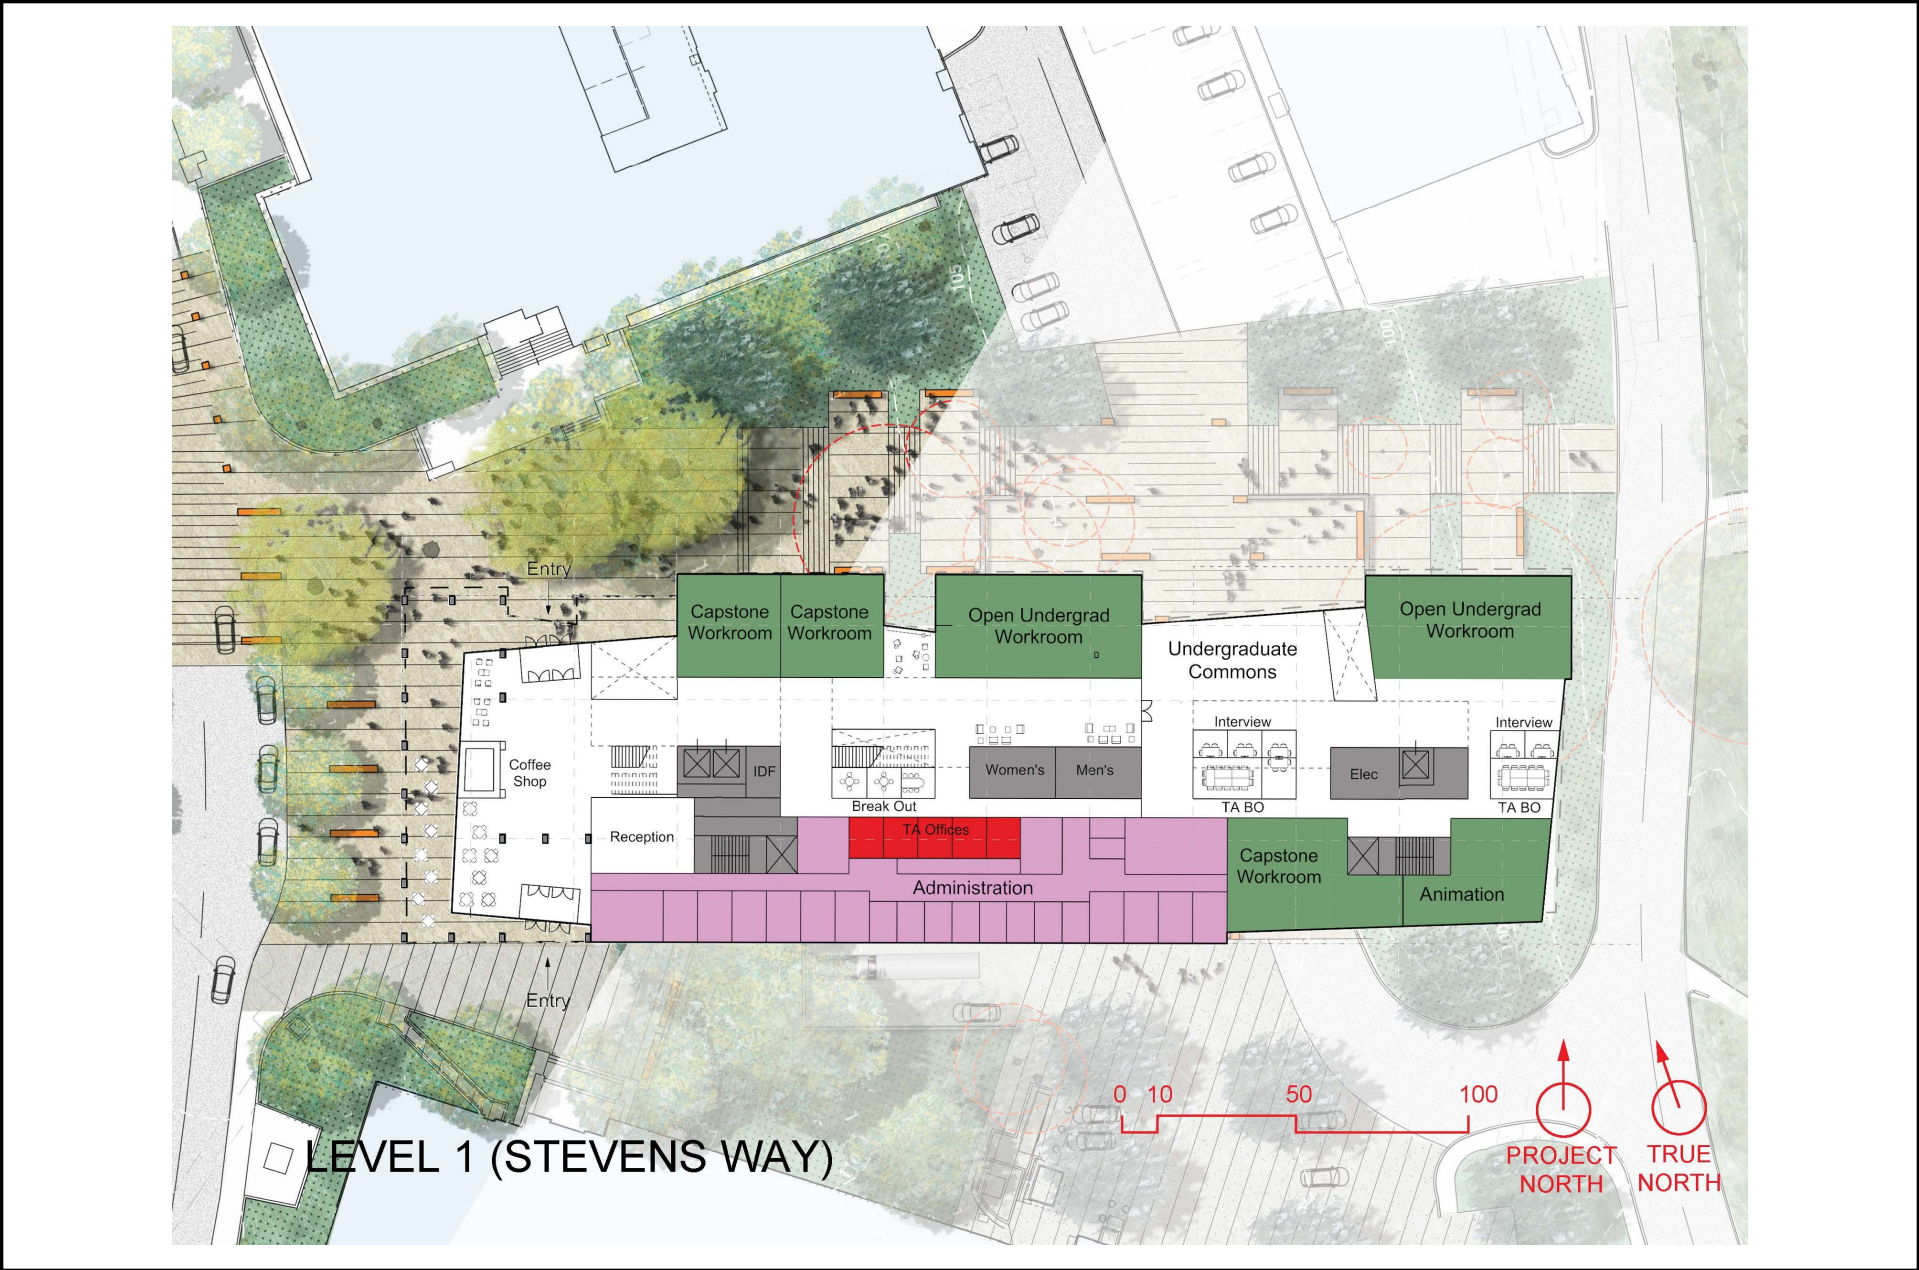 105
100
Entry
Capstone
Workroom
Capstone
Workroom
Open Undergrad
Workroom
Open Undergrad
Workroom
Undergraduate
Commons
Interview
Interview
Coffee
Shop
IDF
Women's
Men's
Elec
Break Out
TA BO
TA BO
Reception
TA Offices
Capstone
Workroom
Administration
Animation
Entry
LEVEL 1 (STEVENS WAY)
0 10 50 100
PROJECT
NORTH
TRUE
NORTH